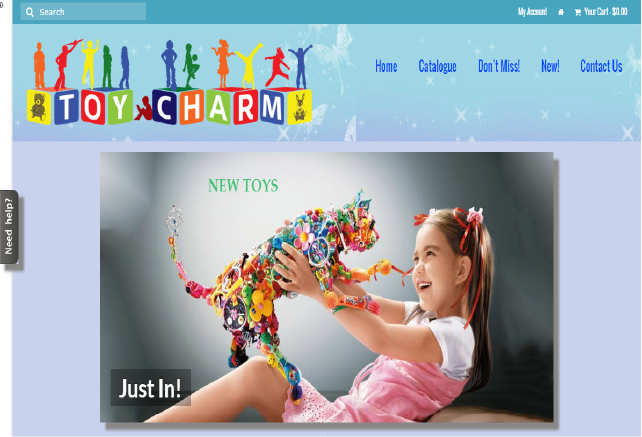 ®
Search
My Account
Your Cart - $0.00
TOY CHARM
Home
Catalogue
Don't Miss!
New!
Contact Us
Need help?
NEW TOYS
Just In!